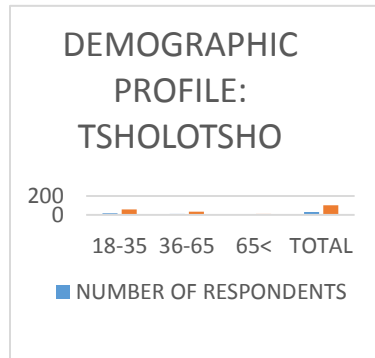 DEMOGRAPHIC
PROFILE:
TSHOLOTSHO
200
0
18-35 36-65 65< TOTAL
NUMBER OF RESPONDENTS